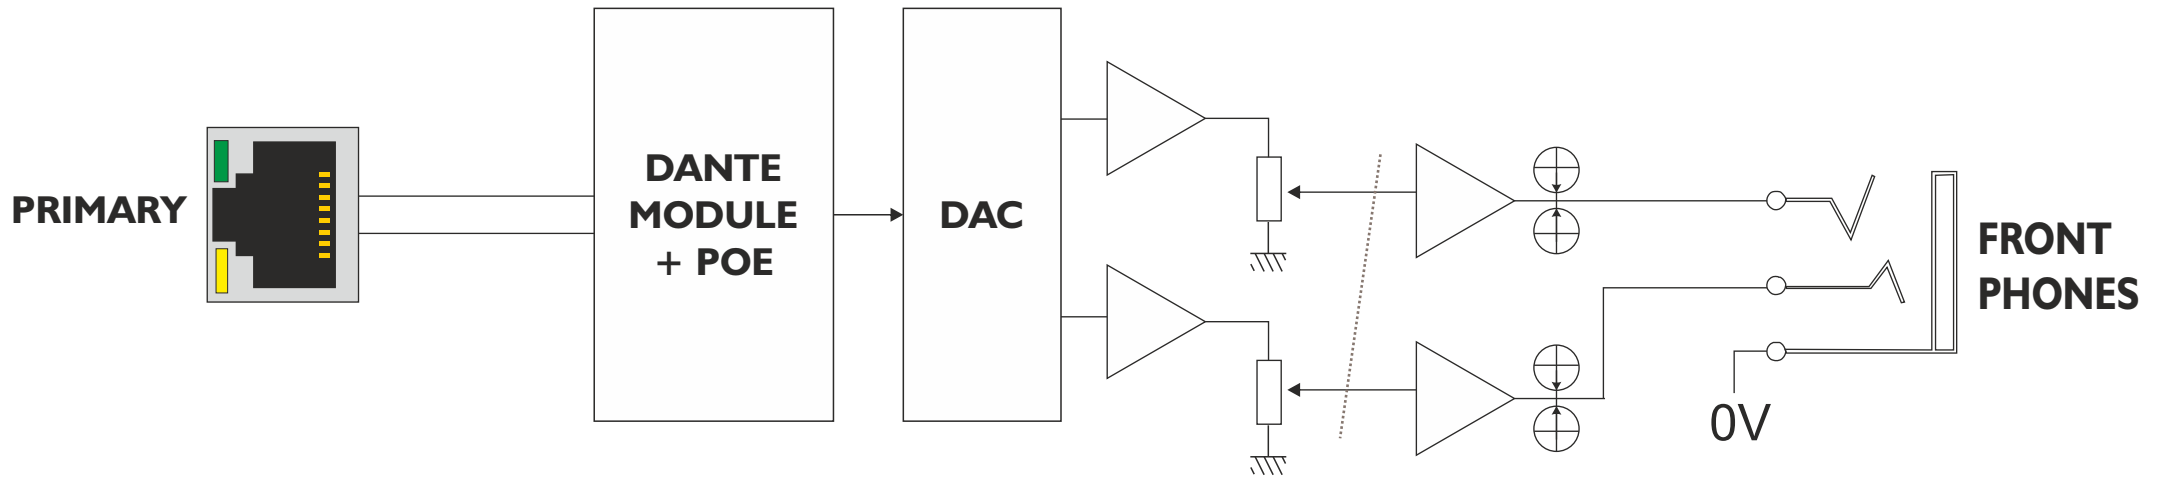 PRIMARY
DANTE
MODULE
+ POE
DAC
FRONT
PHONES
0V